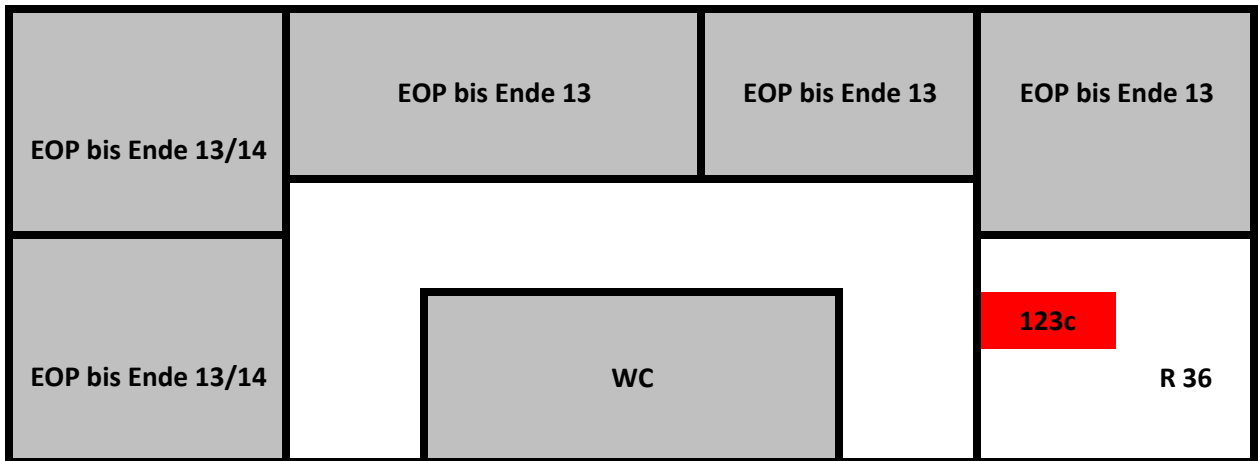 EOP bis Ende 13
EOP bis Ende 13
EOP bis Ende 13
EOP bis Ende 13/14
123c
EOP bis Ende 13/14
WC
R 36